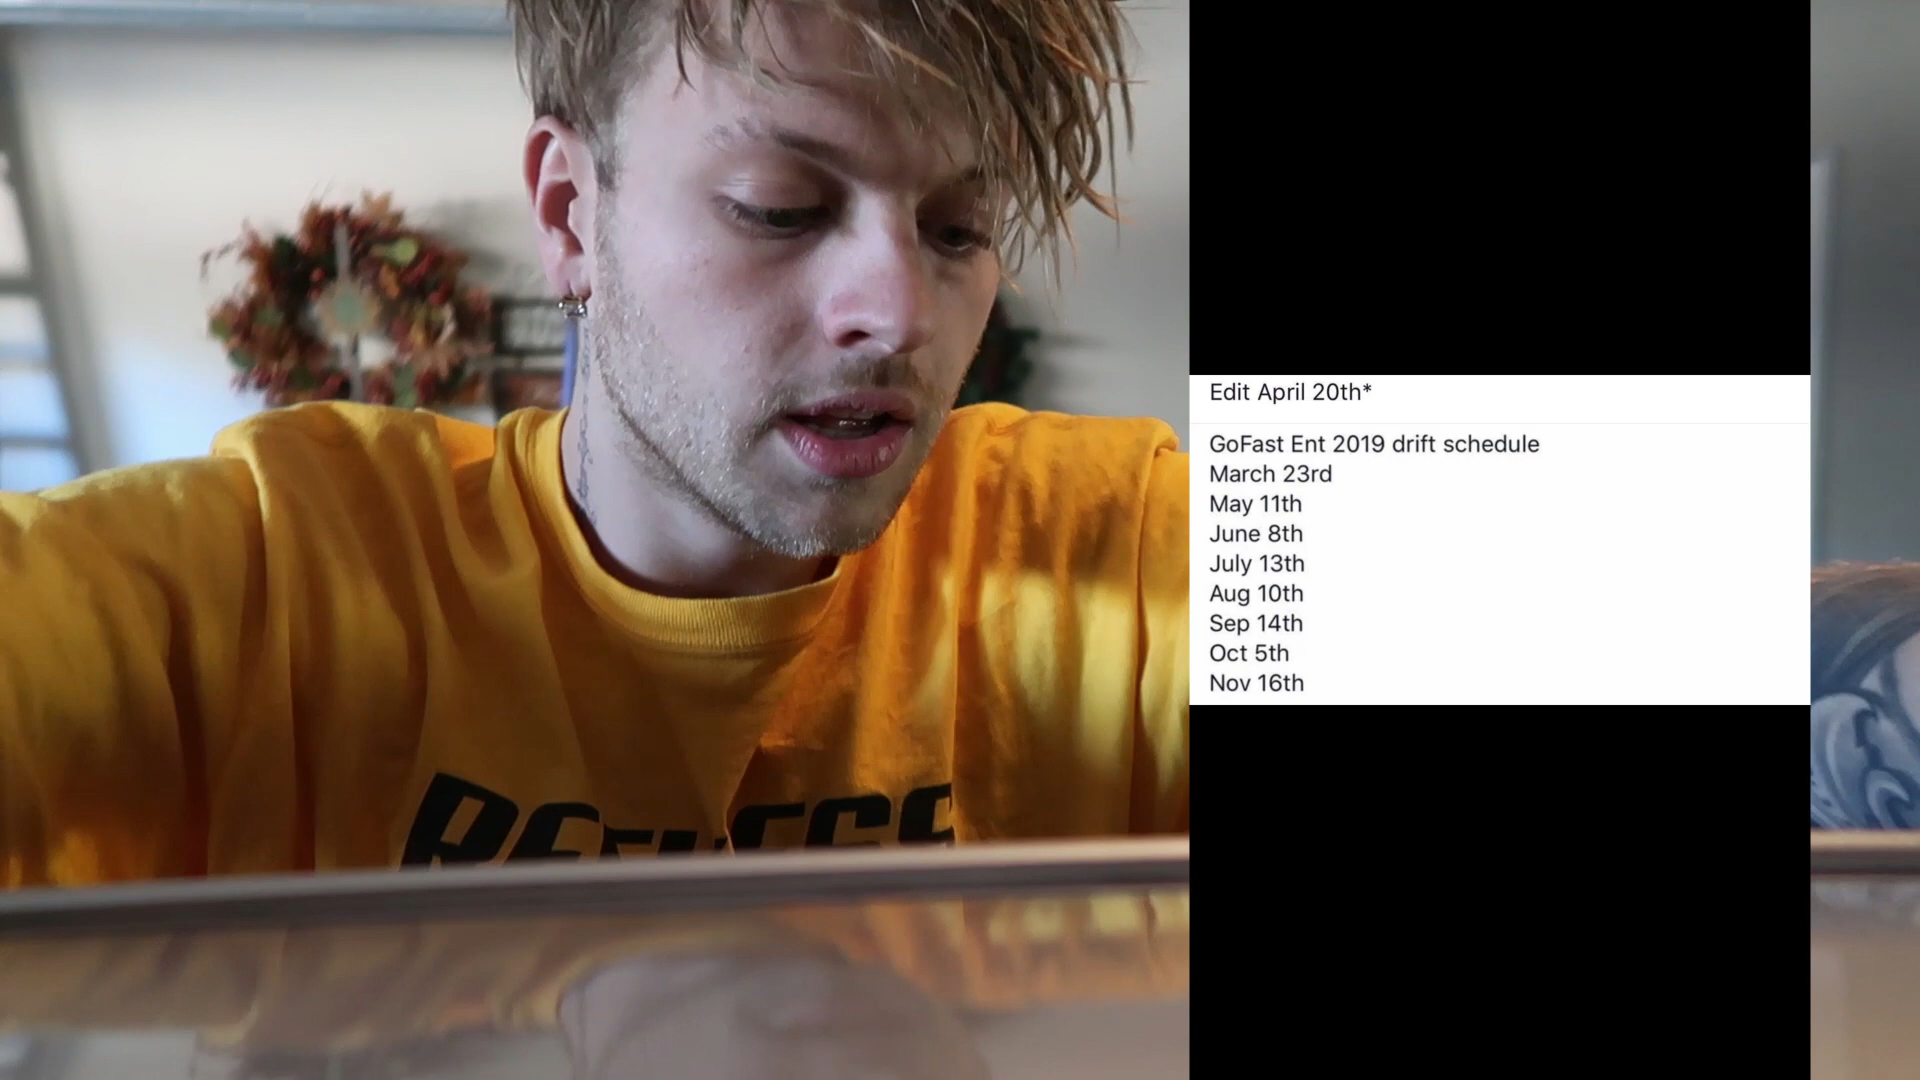 Edit April 20th*
GoFast Ent 2019 drift schedule
March 23rd
May 11th
June 8th
July 13th
Aug 10th
Sep 14th
Oct 5th
Nov 16th